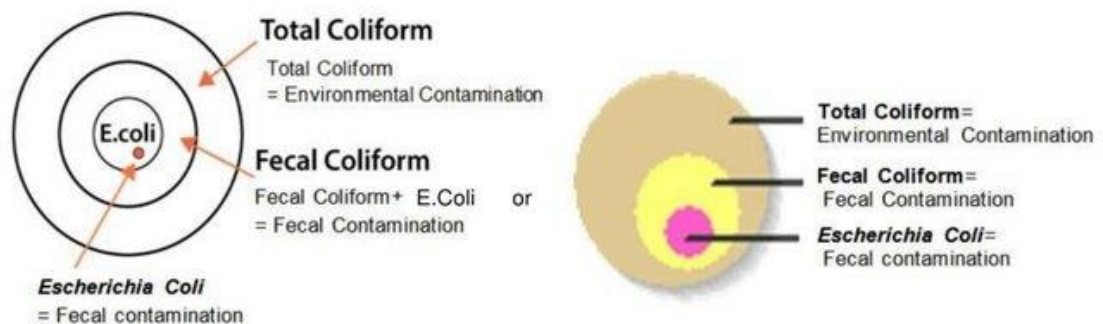 Total Coliform
Total Coliform
= Environmental Contamination
E.coli
Fecal Coliform
Fecal Coliform+ E.Coli or
= Fecal Contamination
Escherichia Coli
= Fecal contamination
Total Coliform=
Environmental Contamination
Fecal Coliform=
Fecal Contamination
Escherichia Coli=
Fecal contamination